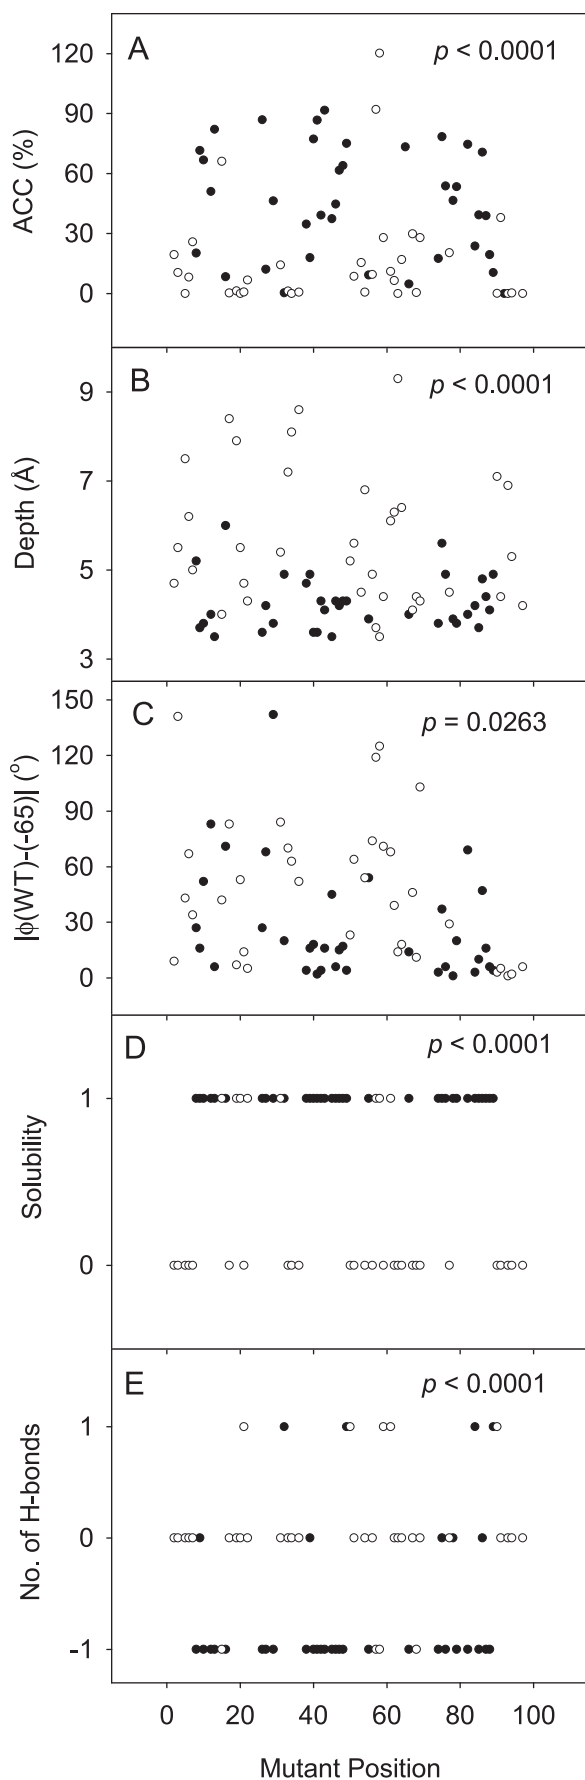 A
p < 0.0001
120
90
60
30
0
ACC (%)
B
p < 0.0001
9
7
5
3
Depth (Å)
C
p = 0.0263
150
120
90
60
30
0
|ϕ(WT)-(-65)| (°)
D
p < 0.0001
1
0
Solubility
E
p < 0.0001
1
0
-1
No. of H-bonds
0 20 40 60 80 100
Mutant Position